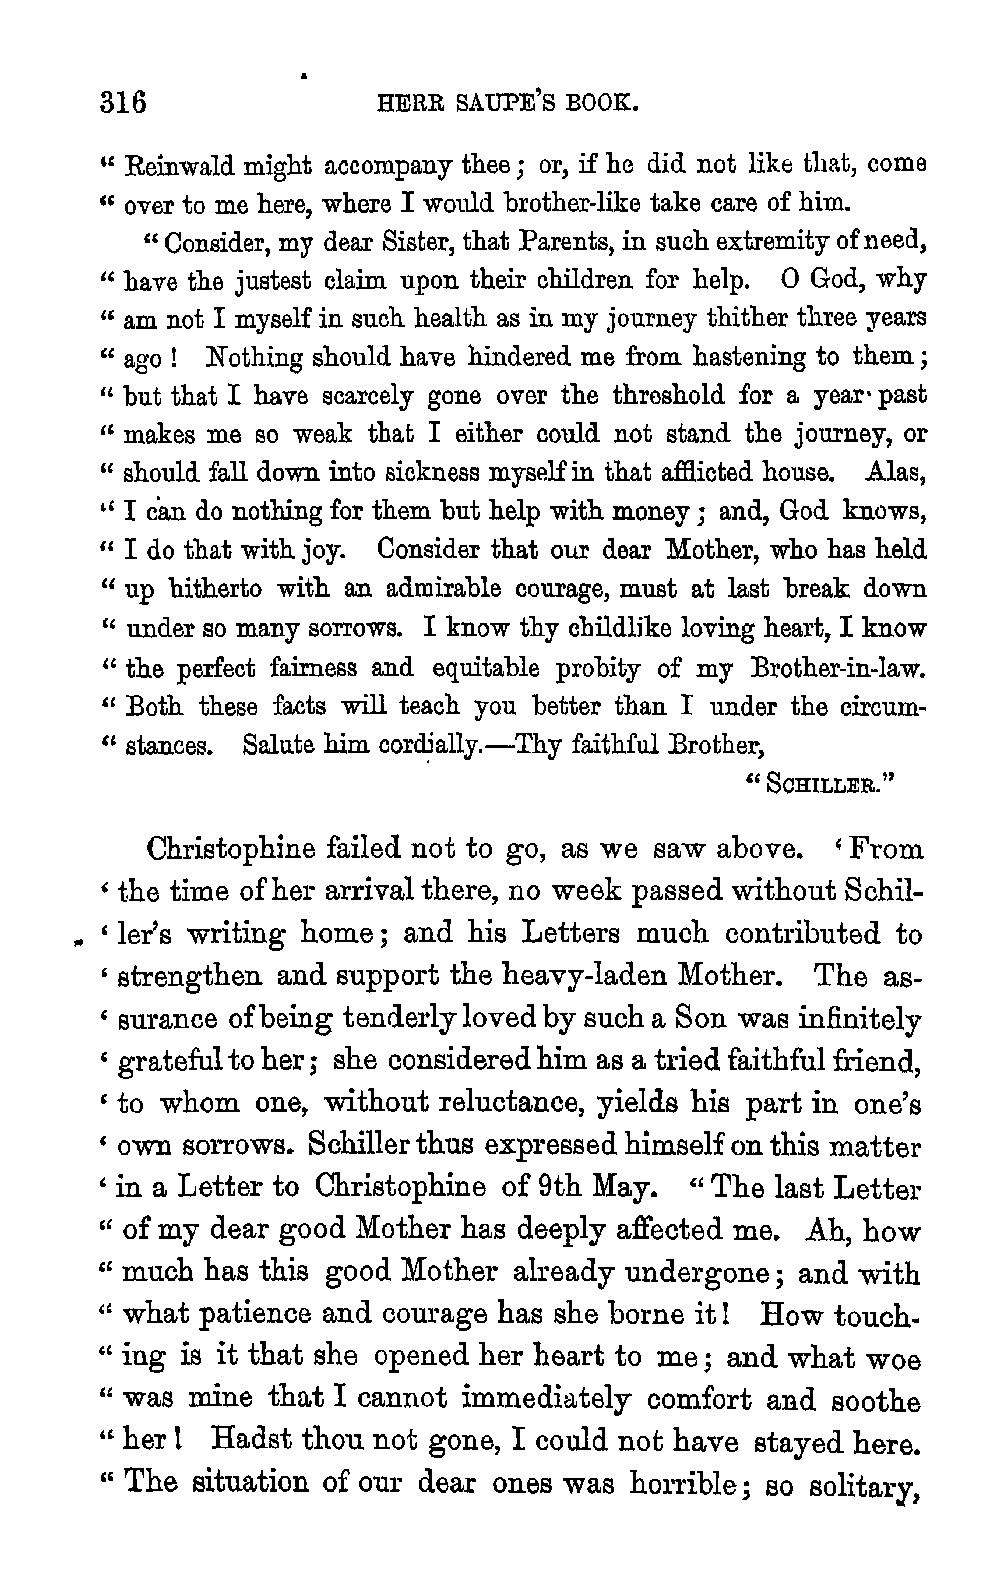 316 HERR SAUPE'S BOOK.
“ Reinwald might accompany thee; or, if he did not like that, come
“ over to me here, where I would brother-like take care of him.
“ Consider, my dear Sister, that Parents, in such extremity of need,
“ have the justest claim upon their children for help. O God, why
“ am not I myself in such health as in my journey thither three years
“ ago! Nothing should have hindered me from hastening to them;
“ but that I have scarcely gone over the threshold for a year past
“ makes me so weak that I either could not stand the journey, or
“ should fall down into sickness myself in that afflicted house. Alas,
“ I can do nothing for them but help with money; and, God knows,
“ I do that with joy. Consider that our dear Mother, who has held
“ up hitherto with an admirable courage, must at last break down
“ under so many sorrows. I know thy childlike loving heart, I know
“ the perfect fairness and equitable probity of my Brother-in-law.
“ Both these facts will teach you better than I under the circum-
“ stances. Salute him cordially.—Thy faithful Brother,
“ SCHILLER.”
Christophine failed not to go, as we saw above. ‘ From
‘ the time of her arrival there, no week passed without Schil-
‘ ler's writing home; and his Letters much contributed to
‘ strengthen and support the heavy-laden Mother. The as-
‘ surance of being tenderly loved by such a Son was infinitely
‘ grateful to her; she considered him as a tried faithful friend,
‘ to whom one, without reluctance, yields his part in one's
‘ own sorrows. Schiller thus expressed himself on this matter
‘ in a Letter to Christophine of 9th May. “ The last Letter
“ of my dear good Mother has deeply affected me. Ah, how
“ much has this good Mother already undergone; and with
“ what patience and courage has she borne it! How touch-
“ ing is it that she opened her heart to me; and what woe
“ was mine that I cannot immediately comfort and soothe
“ her! Hadst thou not gone, I could not have stayed here.
“ The situation of our dear ones was horrible; so solitary,